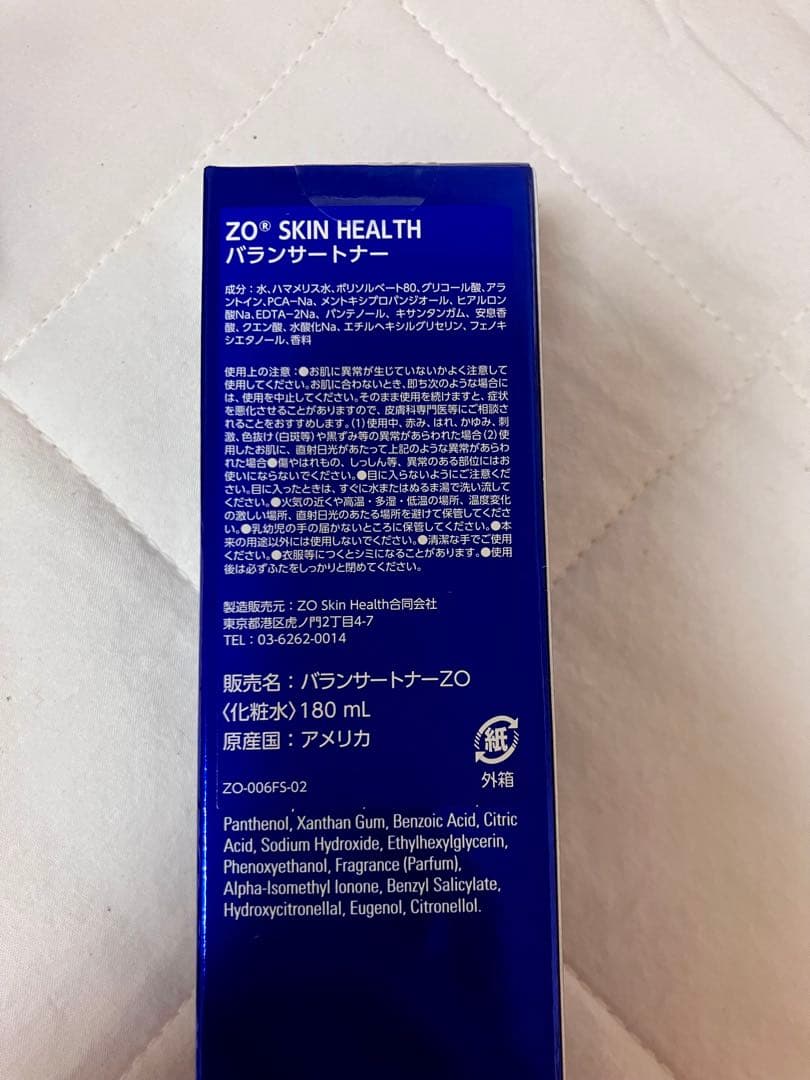 ZO® SKIN HEALTH
バランサートナー
成分：水、ハマメリス水、ポリソルベート80、グリコール酸、アラ
ントイン、PCA−Na、メントキシプロパンジオール、ヒアルロン
酸Na、EDTA−2Na、パンテノール、キサンタンガム、安息香
酸、クエン酸、水酸化Na、エチルヘキシルグリセリン、フェノキ
シエタノール、香料
使用上の注意：●お肌に異常が生じていないかよく注意して
使用してください。お肌に合わないとき、即ち次のような場合に
は、使用を中止してください。そのまま使用を続けますと、症状
を悪化させることがありますので、皮膚科専門医等にご相談され
ることをおすすめします。(1)使用中、赤み、はれ、かゆみ、刺
激、色抜け(白斑等)や黒ずみ等の異常があらわれた場合(2)使
用したお肌に、直射日光があたって上記のような異常があらわ
れた場合●傷やはれもの、しっしん等、異常のある部位にはお
使いにならないでください。●目に入らないようにご注意くださ
い。目に入ったときは、すぐに水またはぬるま湯で洗い流して
ください。●火気の近くや高温・多湿・低温の場所、温度変化
の激しい場所、直射日光のあたる場所を避けて保管してくださ
い。●乳幼児の手の届かないところに保管してください。●本
来の用途以外には使用しないでください。●清潔な手でご使用
ください。●衣服等につくとシミになることがあります。●使用
後は必ずふたをしっかりと閉めてください。
製造販売元：ZO Skin Health合同会社
東京都港区虎ノ門2丁目4-7
TEL：03-6262-0014
販売名：バランサートナーZO
〈化粧水〉180 mL
原産国：アメリカ
紙
外箱
ZO-006FS-02
Panthenol, Xanthan Gum, Benzoic Acid, Citric
Acid, Sodium Hydroxide, Ethylhexylglycerin,
Phenoxyethanol, Fragrance (Parfum),
Alpha-Isomethyl Ionone, Benzyl Salicylate,
Hydroxycitronellal, Eugenol, Citronellol.